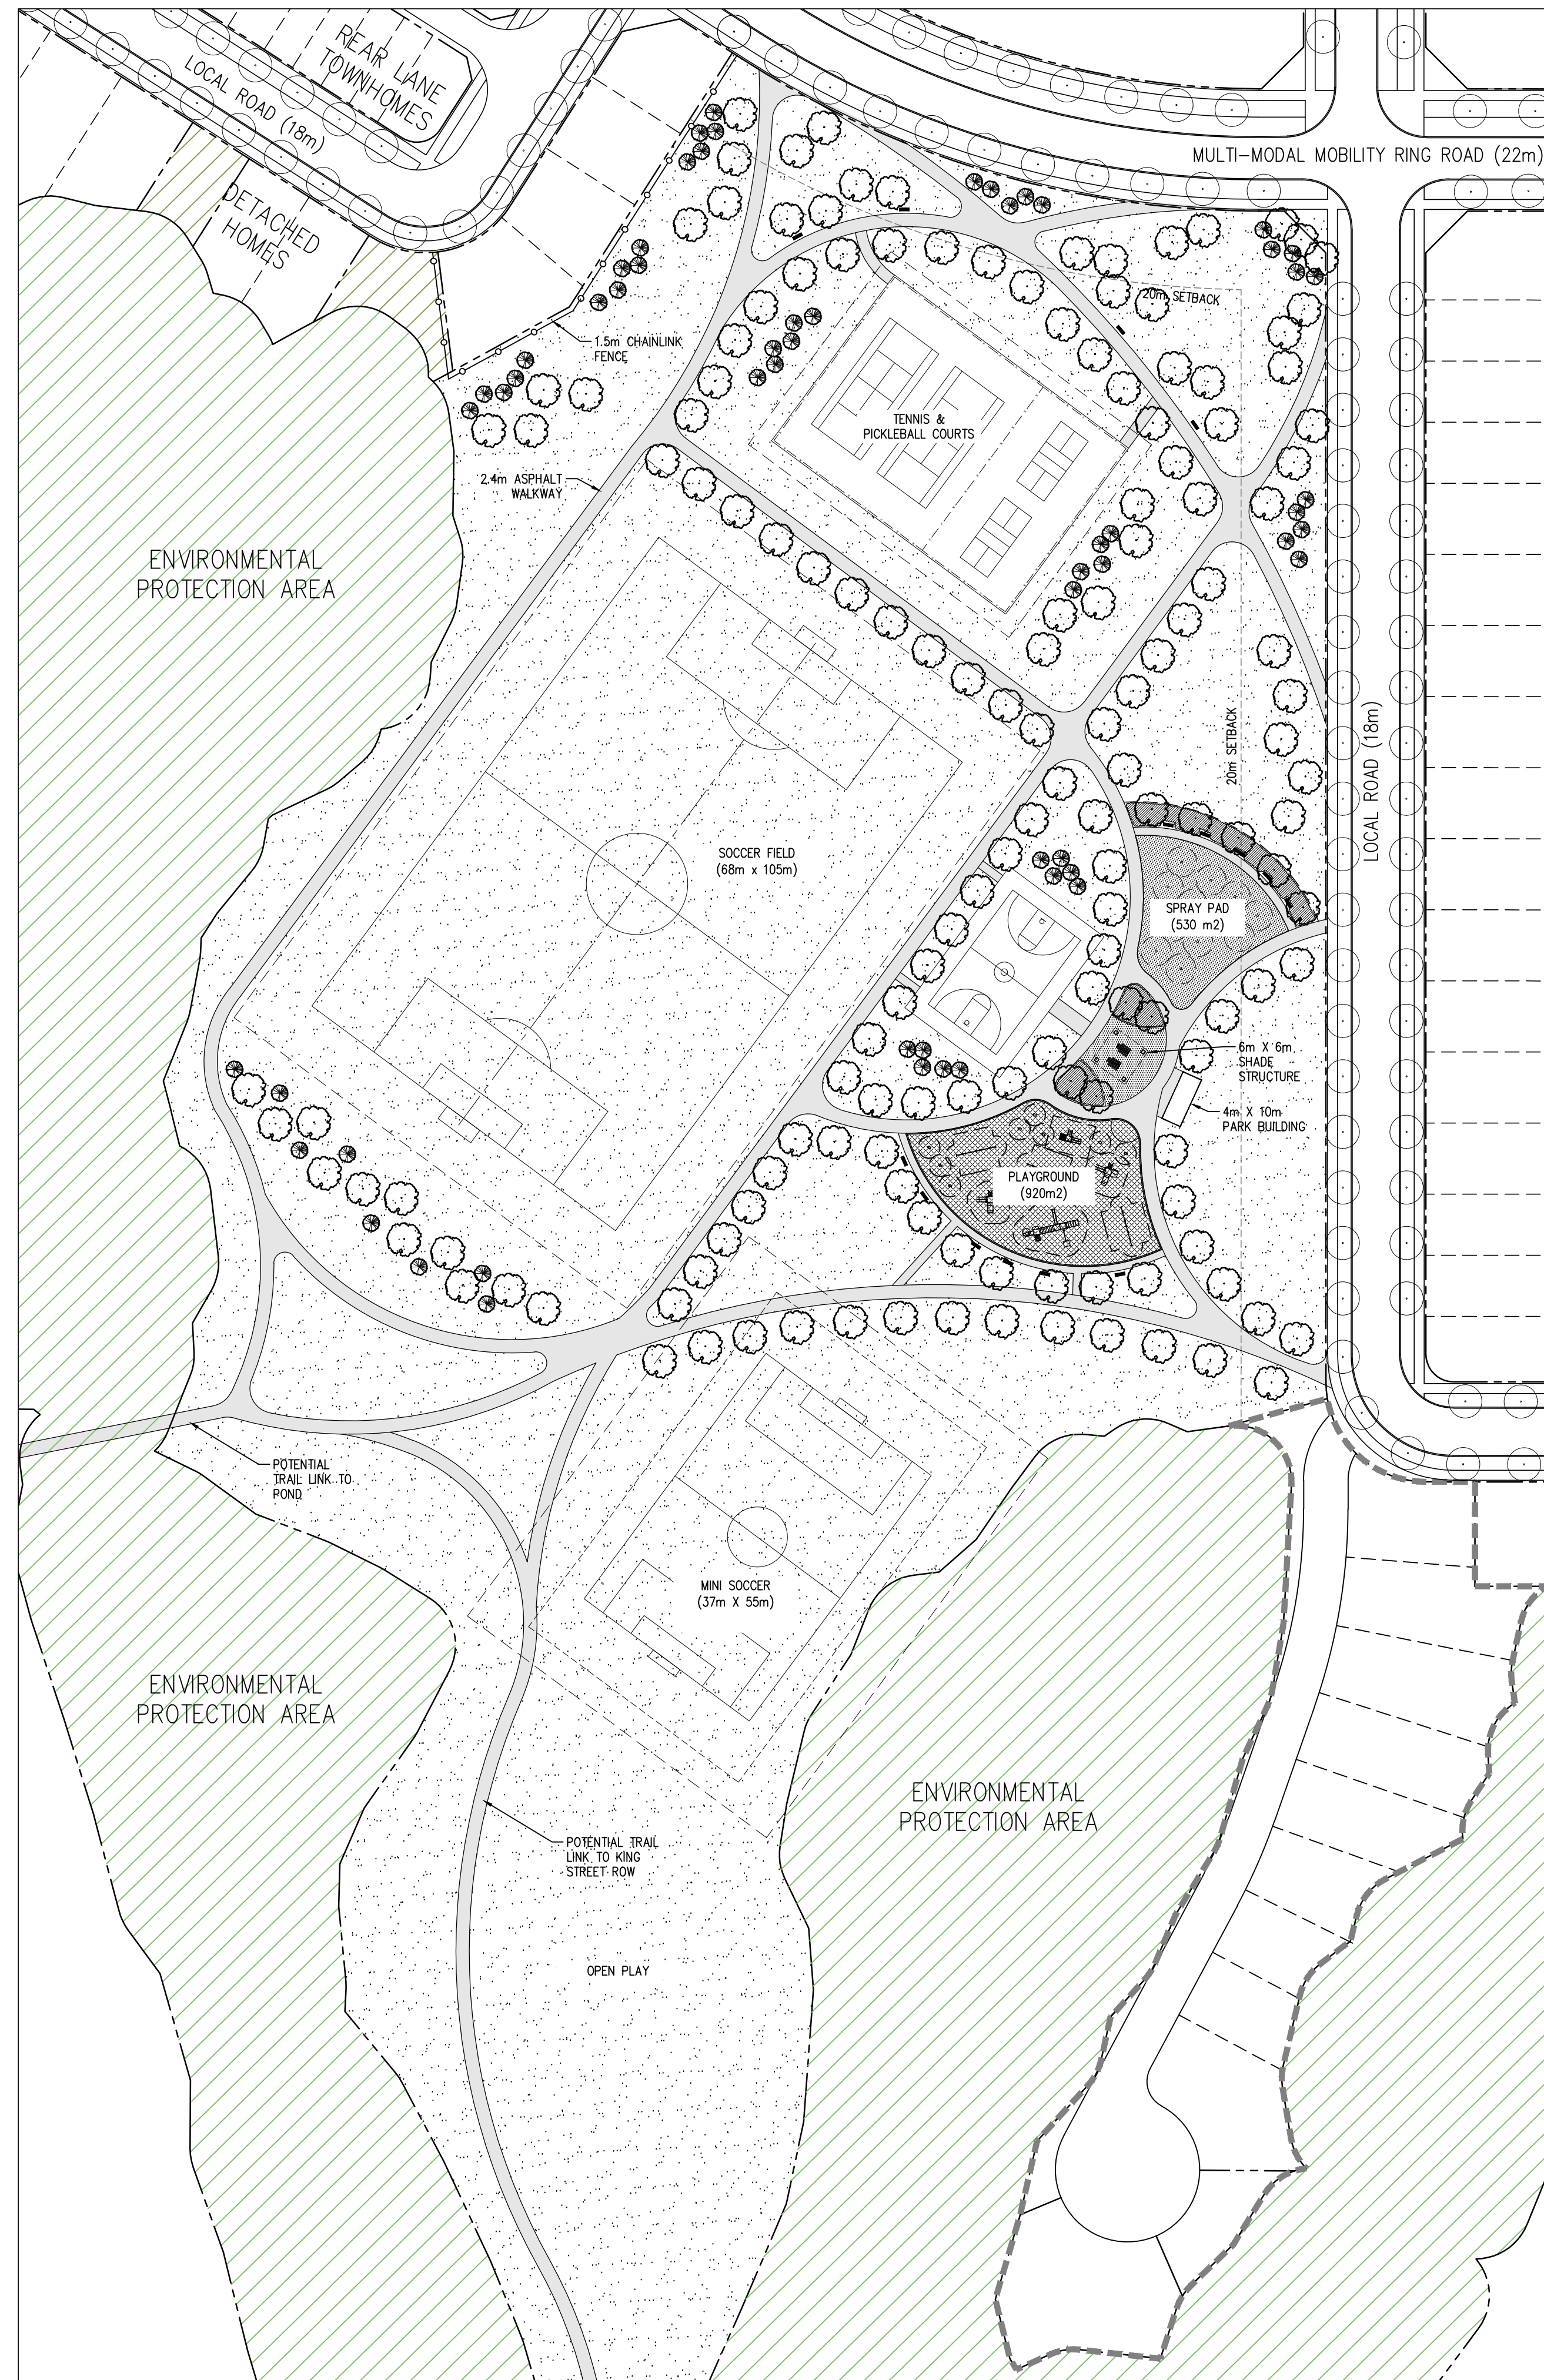 REAR LANE
TOWNHOMES
LOCAL ROAD (18m)
MULTI-MODAL MOBILITY RING ROAD (22m)
DETACHED
HOMES
20m SETBACK
1.5m CHAINLINK
FENCE
TENNIS &
PICKLEBALL COURTS
2.4m ASPHALT
WALKWAY
ENVIRONMENTAL
PROTECTION AREA
20m SETBACK
LOCAL ROAD (18m)
SOCCER FIELD
(68m x 105m)
SPRAY PAD
(530 m2)
6m X 6m
SHADE
STRUCTURE
4m X 10m
PARK BUILDING
PLAYGROUND
(920m2)
POTENTIAL
TRAIL LINK TO
POND
MINI SOCCER
(37m X 55m)
ENVIRONMENTAL
PROTECTION AREA
ENVIRONMENTAL
PROTECTION AREA
POTENTIAL TRAIL
LINK TO KING
STREET ROW
OPEN PLAY